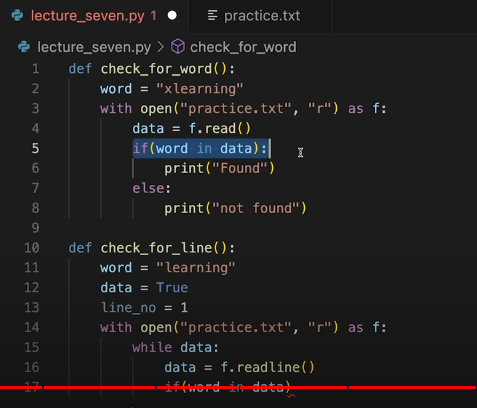 lecture_seven.py 1 practice.txt
lecture_seven.py > check_for_word
1 def check_for_word():
2 word = "xlearning"
3 with open("practice.txt", "r") as f:
4 data = f.read()
5 if(word in data):
6 print("Found")
7 else:
8 print("not found")
9
10 def check_for_line():
11 word = "learning"
12 data = True
13 line_no = 1
14 with open("practice.txt", "r") as f:
15 while data:
16 data = f.readline()
17 if(word in data)